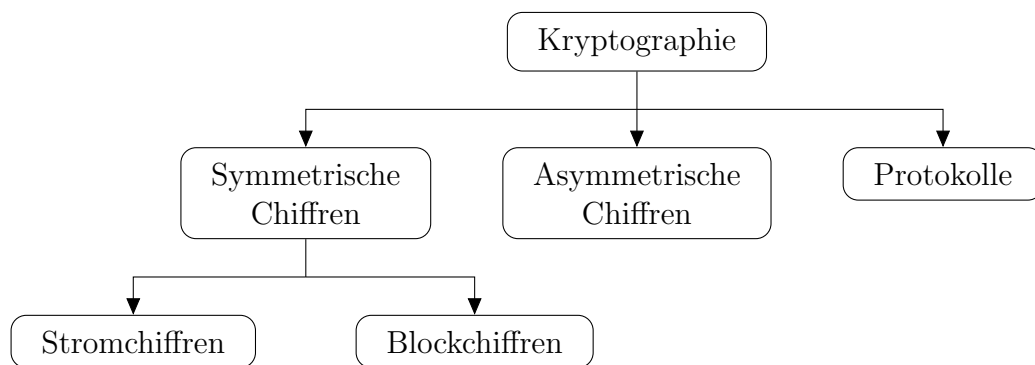 Kryptographie
Symmetrische
Chiffren
Asymmetrische
Chiffren
Protokolle
Stromchiffren
Blockchiffren